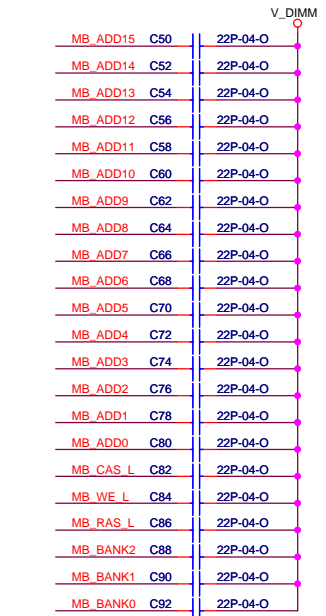 V_DIMM
MB_ADD15 C50 22P-04-O
MB_ADD14 C52 22P-04-O
MB_ADD13 C54 22P-04-O
MB_ADD12 C56 22P-04-O
MB_ADD11 C58 22P-04-O
MB_ADD10 C60 22P-04-O
MB_ADD9 C62 22P-04-O
MB_ADD8 C64 22P-04-O
MB_ADD7 C66 22P-04-O
MB_ADD6 C68 22P-04-O
MB_ADD5 C70 22P-04-O
MB_ADD4 C72 22P-04-O
MB_ADD3 C74 22P-04-O
MB_ADD2 C76 22P-04-O
MB_ADD1 C78 22P-04-O
MB_ADD0 C80 22P-04-O
MB_CAS_L C82 22P-04-O
MB_WE_L C84 22P-04-O
MB_RAS_L C86 22P-04-O
MB_BANK2 C88 22P-04-O
MB_BANK1 C90 22P-04-O
MB_BANK0 C92 22P-04-O